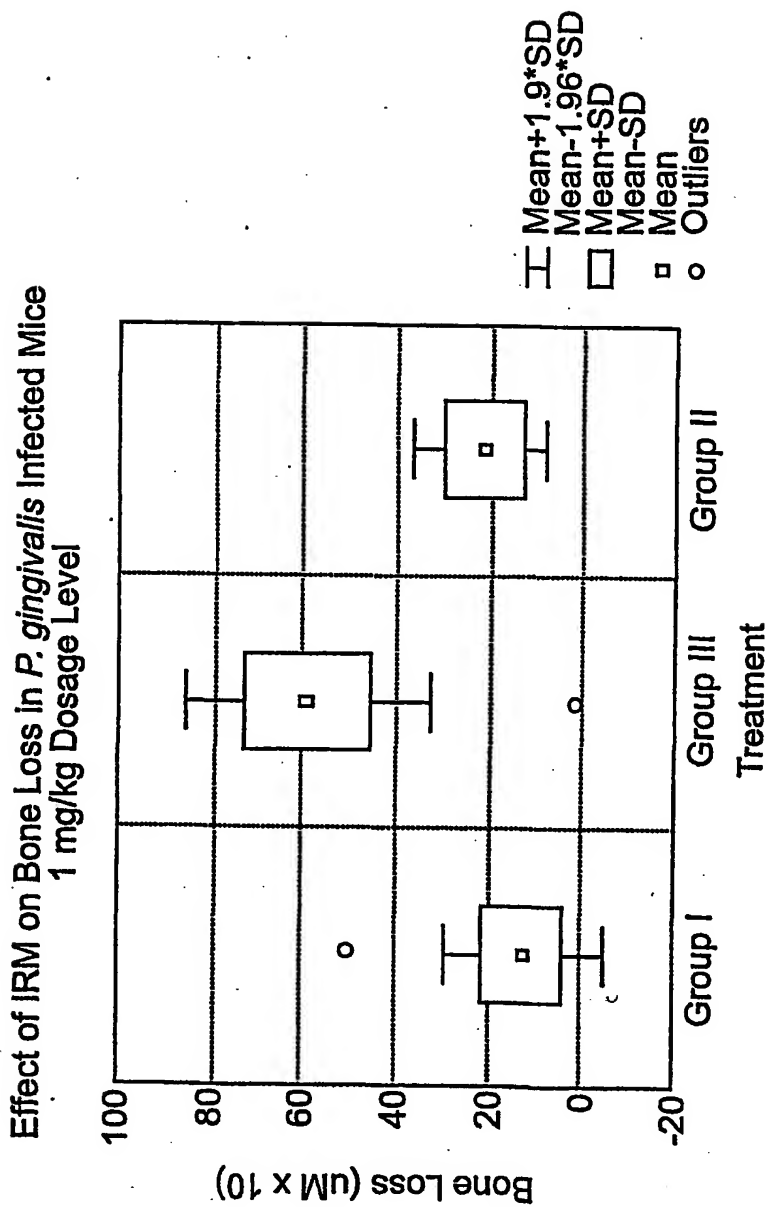 Effect of IRM on Bone Loss in P. gingivalis Infected Mice
1 mg/kg Dosage Level
Bone Loss (uM x 10)
100
80
60
40
20
0
-20
Group I
Group III
Group II
Treatment
Mean+1.9*SD
Mean-1.96*SD
Mean+SD
Mean-SD
Mean
Outliers